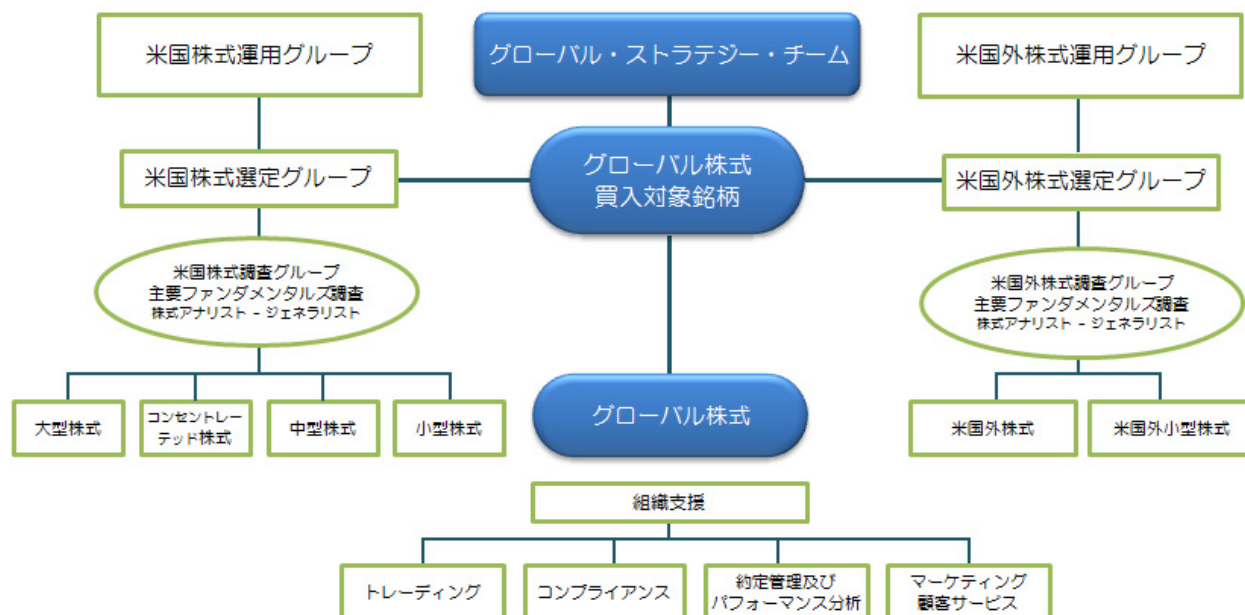 米国株式運用グループ
グローバル・ストラテジー・チーム
米国外株式運用グループ
米国株式選定グループ
グローバル株式
買入対象銘柄
米国外株式選定グループ
米国株式調査グループ
主要ファンダメンタルズ調査
株式アナリスト - ジェネラリスト
米国外株式調査グループ
主要ファンダメンタルズ調査
株式アナリスト - ジェネラリスト
大型株式
コンセントレー
テッド株式
中型株式
小型株式
グローバル株式
米国外株式
米国外小型株式
組織支援
トレーディング
コンプライアンス
約定管理及び
パフォーマンス分析
マーケティング
顧客サービス